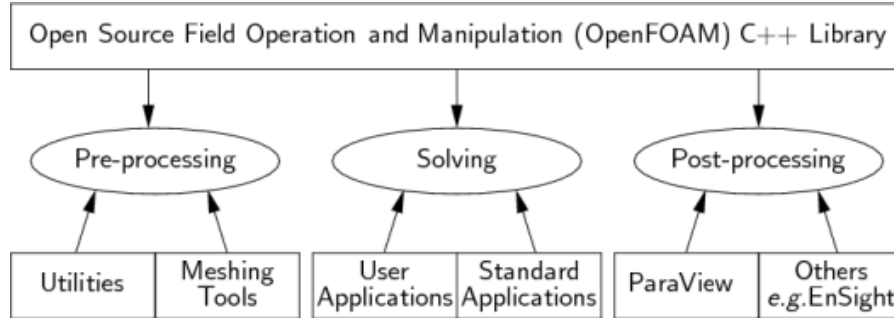 Open Source Field Operation and Manipulation (OpenFOAM) C++ Library
Pre-processing
Solving
Post-processing
Utilities
Meshing
Tools
User
Applications
Standard
Applications
ParaView
Others
e.g.EnSight